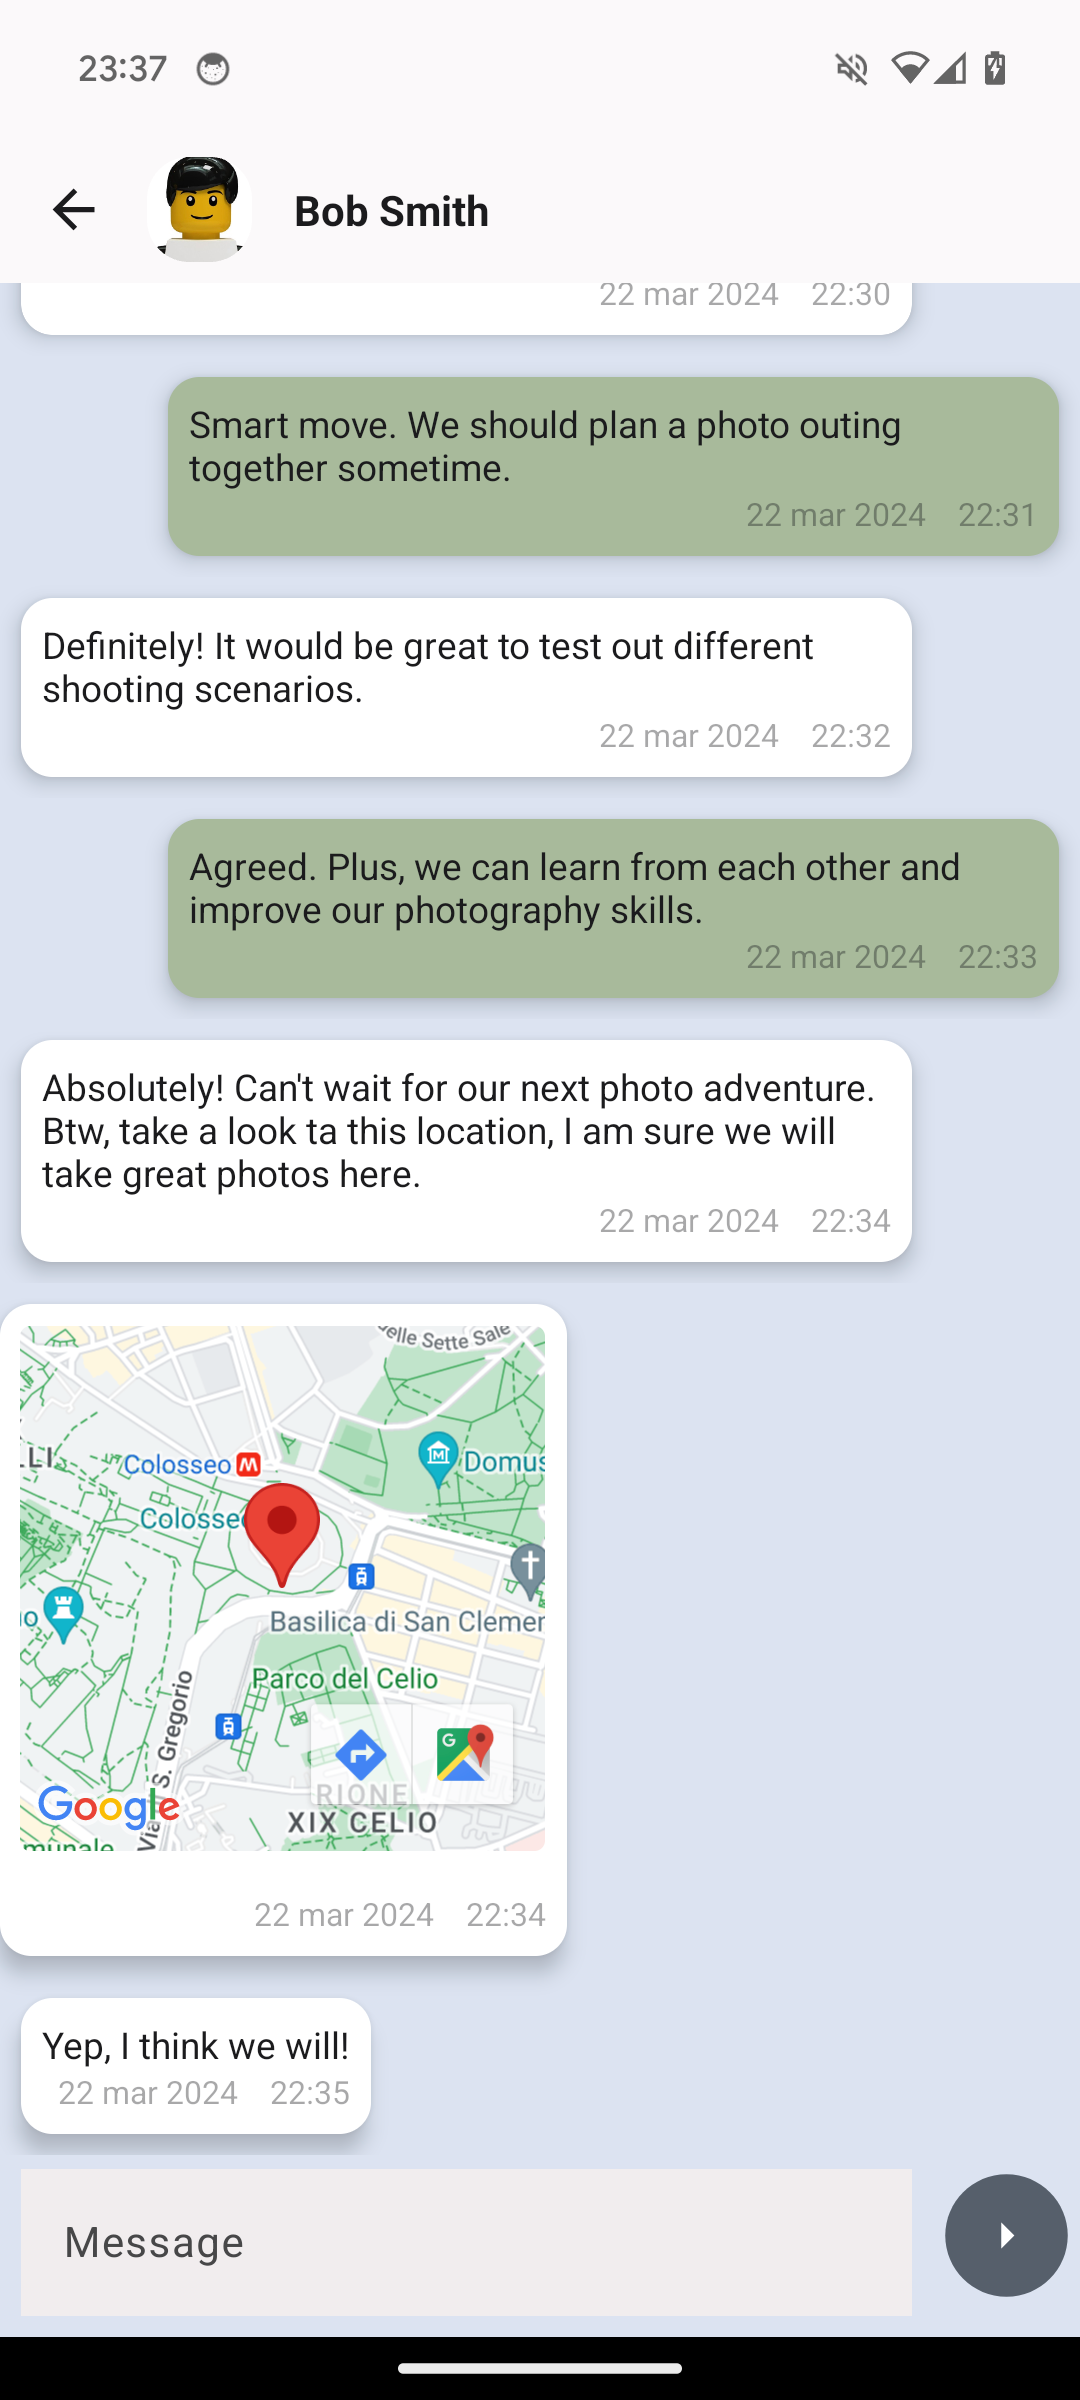 23:37
Bob Smith
22 mar 2024 22:30
Smart move. We should plan a photo outing
together sometime.
22 mar 2024 22:31
Definitely! It would be great to test out different
shooting scenarios.
22 mar 2024 22:32
Agreed. Plus, we can learn from each other and
improve our photography skills.
22 mar 2024 22:33
Absolutely! Can't wait for our next photo adventure.
Btw, take a look ta this location, I am sure we will
take great photos here.
22 mar 2024 22:34
elle Sette Sale
LI
Colosseo M
Domus
Colosseo
Basilica di San Clemen
Parco del Celio
Via S. Gregorio
G
RIONE
XIX CELIO
Google
munale
22 mar 2024 22:34
Yep, I think we will!
22 mar 2024 22:35
Message